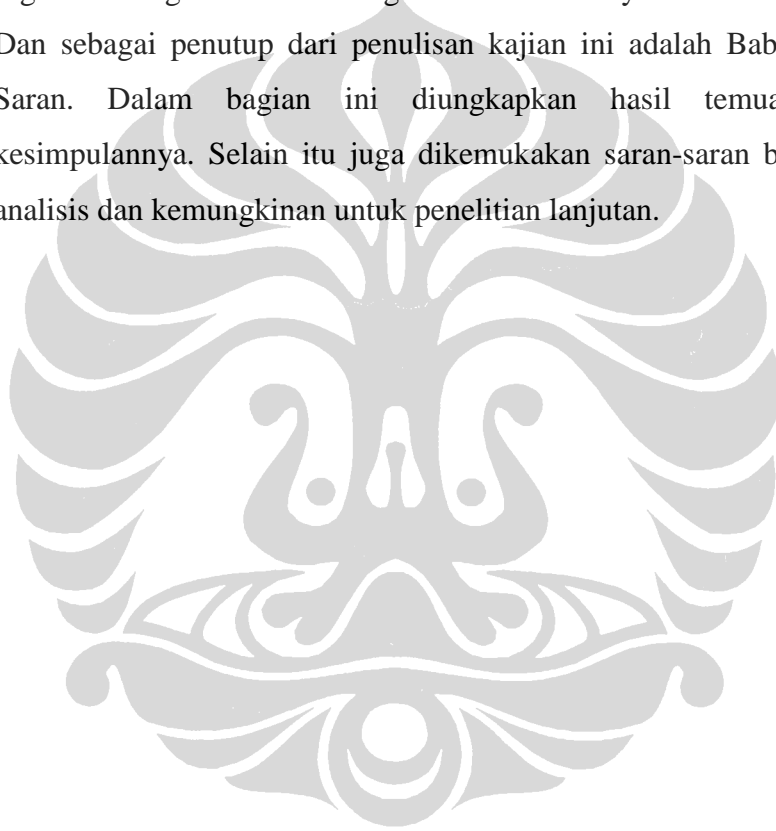 Dan sebagai penutup dari penulisan kajian ini adalah Bab
Saran. Dalam bagian ini diungkapkan hasil
kesimpulannya. Selain itu juga dikemukakan saran-saran
analisis dan kemungkinan untuk penelitian lanjutan.